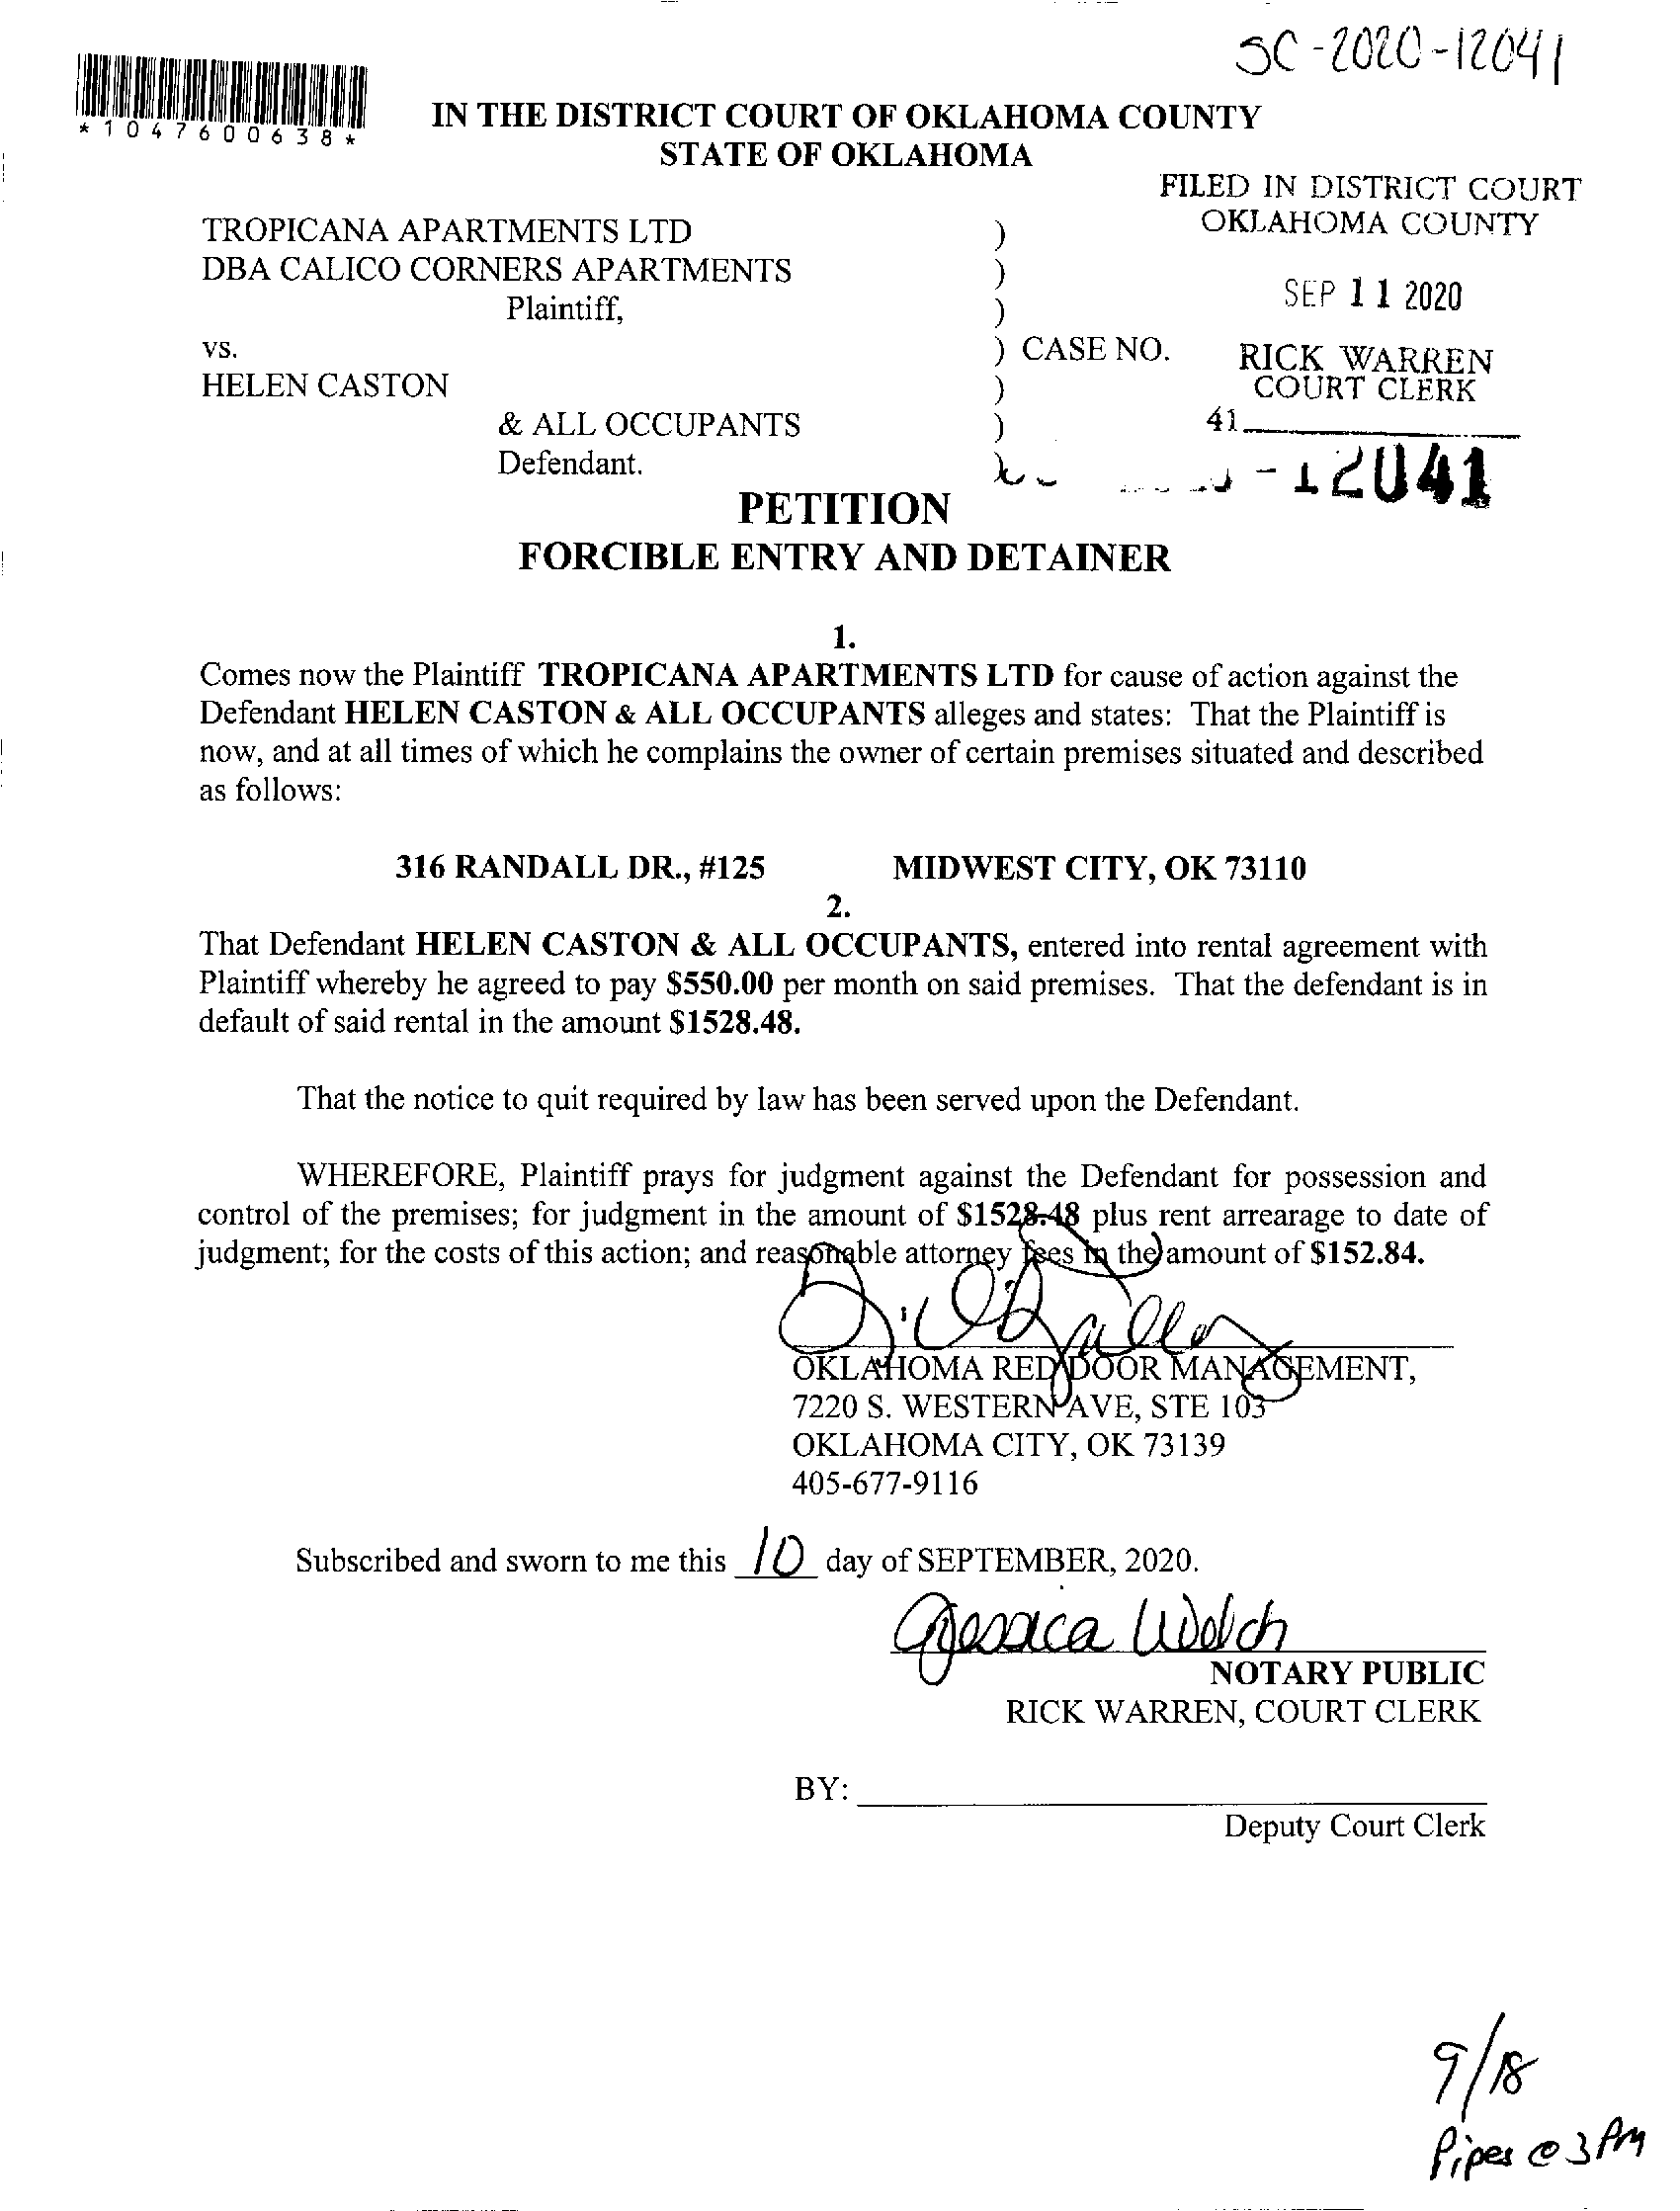 SC-2020-12041
*1047600638*
IN THE DISTRICT COURT OF OKLAHOMA COUNTY
STATE OF OKLAHOMA
FILED IN DISTRICT COURT
OKLAHOMA COUNTY
TROPICANA APARTMENTS LTD )
DBA CALICO CORNERS APARTMENTS )
SEP 11 2020
Plaintiff, )
vs. ) CASE NO.
RICK WARREN
HELEN CASTON )
COURT CLERK
& ALL OCCUPANTS )
41
Defendant. )
-12041
PETITION
FORCIBLE ENTRY AND DETAINER
1.
Comes now the Plaintiff TROPICANA APARTMENTS LTD for cause of action against the
Defendant HELEN CASTON & ALL OCCUPANTS alleges and states: That the Plaintiff is
now, and at all times of which he complains the owner of certain premises situated and described
as follows:
316 RANDALL DR., #125 MIDWEST CITY, OK 73110
2.
That Defendant HELEN CASTON & ALL OCCUPANTS, entered into rental agreement with
Plaintiff whereby he agreed to pay $550.00 per month on said premises. That the defendant is in
default of said rental in the amount $1528.48.
That the notice to quit required by law has been served upon the Defendant.
WHEREFORE, Plaintiff prays for judgment against the Defendant for possession and
control of the premises; for judgment in the amount of $1528.48 plus rent arrearage to date of
judgment; for the costs of this action; and reasonable attorney fees in the amount of $152.84.
OKLAHOMA RED DOOR MANAGEMENT,
7220 S. WESTERN AVE, STE 103
OKLAHOMA CITY, OK 73139
405-677-9116
Subscribed and sworn to me this 10 day of SEPTEMBER, 2020.
Jessica Welch
NOTARY PUBLIC
RICK WARREN, COURT CLERK
BY:
Deputy Court Clerk
9/18
Pipes @ 3 PM